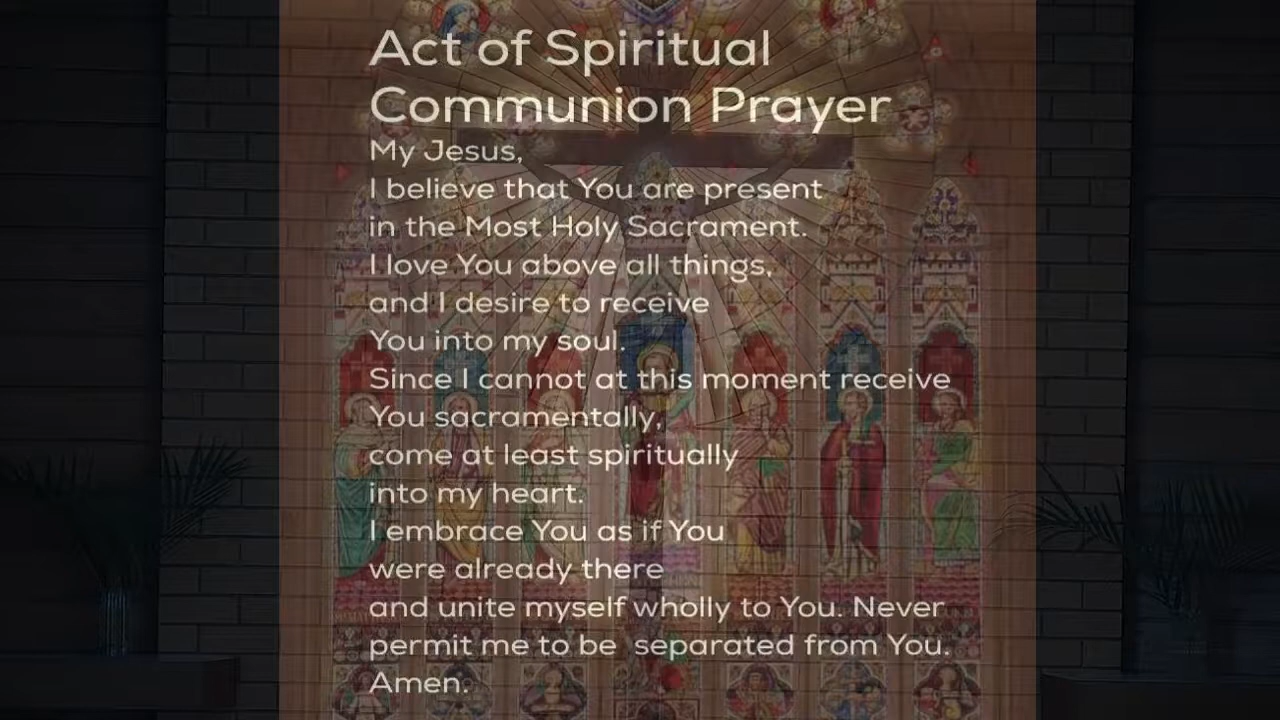 Act of Spiritual
Communion Prayer
My Jesus,
I believe that You are present
in the Most Holy Sacrament.
I love You above all things,
and I desire to receive
You into my soul.
Since I cannot at this moment receive
You sacramentally,
come at least spiritually
into my heart.
I embrace You as if You
were already there
and unite myself wholly to You. Never
permit me to be  separated from You.
Amen.